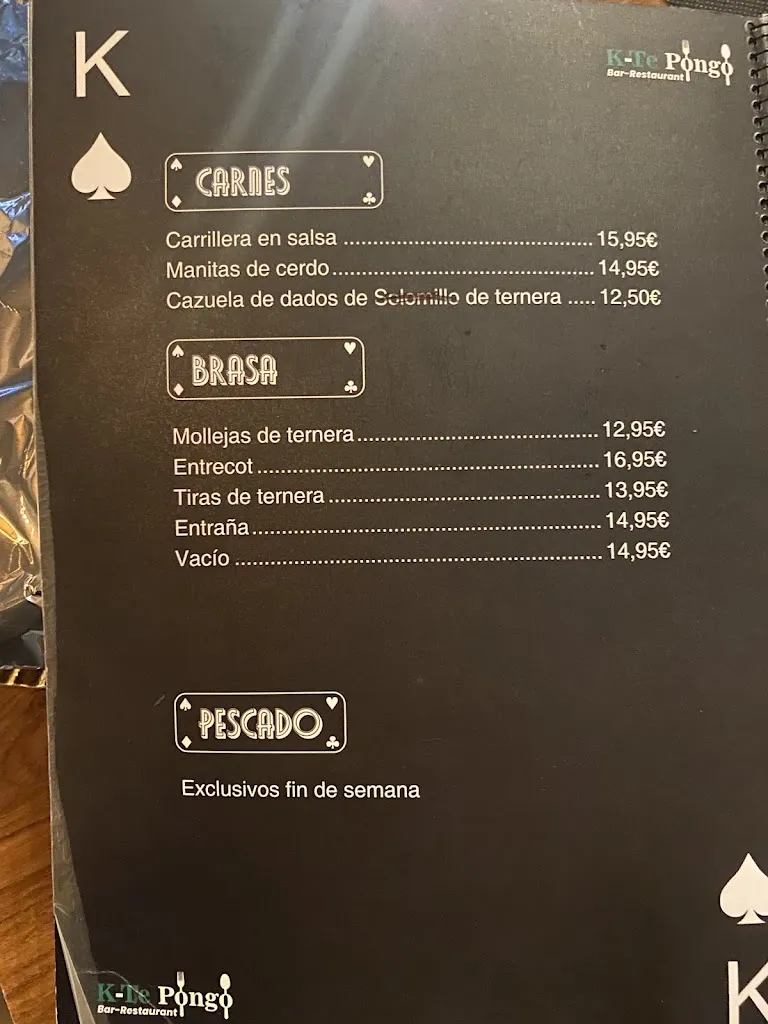 K
K-Te Pongo
Bar-Restaurant
CARNES
Carrillera en salsa ........................................ 15,95€
Manitas de cerdo.......................................... 14,95€
Cazuela de dados de Solomillo de ternera ..... 12,50€
BRASA
Mollejas de ternera....................................... 12,95€
Entrecot....................................................... 16,95€
Tiras de ternera............................................ 13,95€
Entraña........................................................ 14,95€
Vacío ........................................................... 14,95€
PESCADO
Exclusivos fin de semana
K-Te Pongo
Bar-Restaurant
K